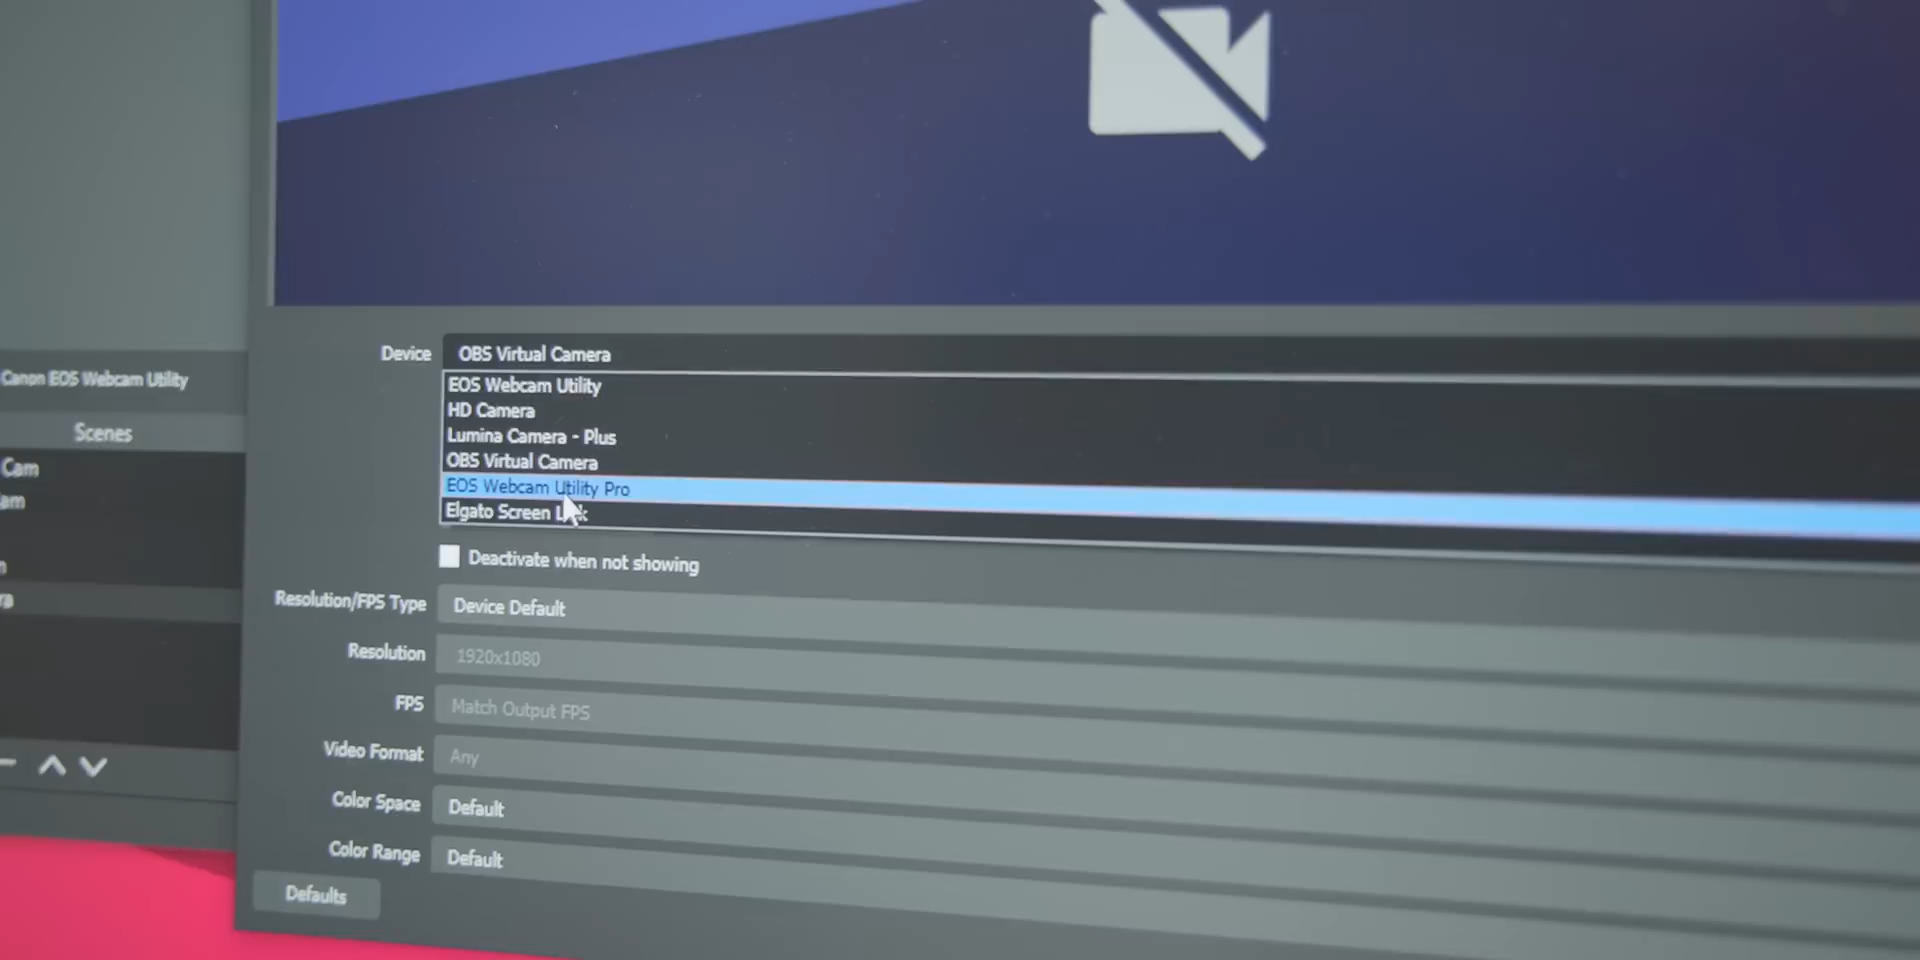 Device
OBS Virtual Camera
EOS Webcam Utility
HD Camera
Lumina Camera - Plus
OBS Virtual Camera
EOS Webcam Utility Pro
Elgato Screen
Deactivate when not showing
Resolution/FPS Type
Device Default
Resolution
1920x1080
FPS
Match Output FPS
Video Format
Any
Color Space
Default
Color Range
Default
Defaults
Canon EOS Webcam Utility
Scenes
Cam
am